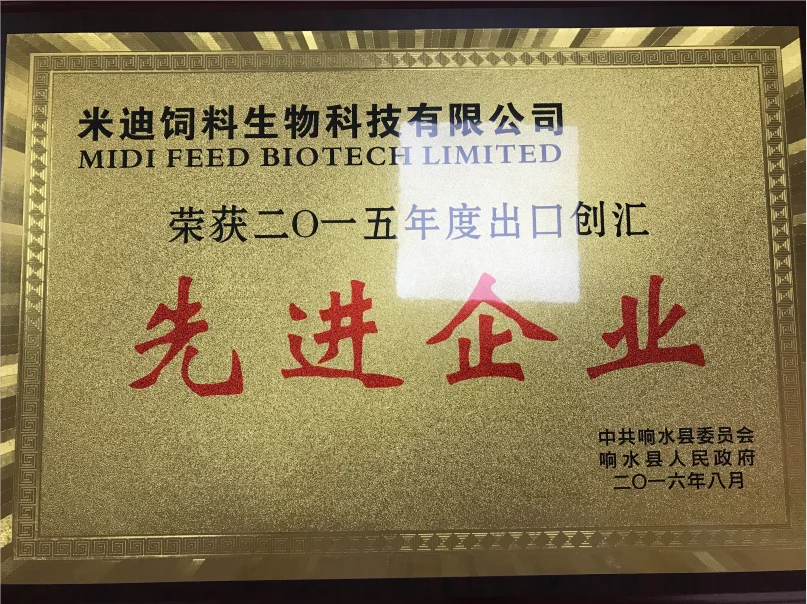 米迪饲料生物科技有限公司
MIDI FEED BIOTECH LIMITED
荣获二〇一五年度出口创汇
先进企业
中共响水县委员会
响水县人民政府
二〇一六年八月